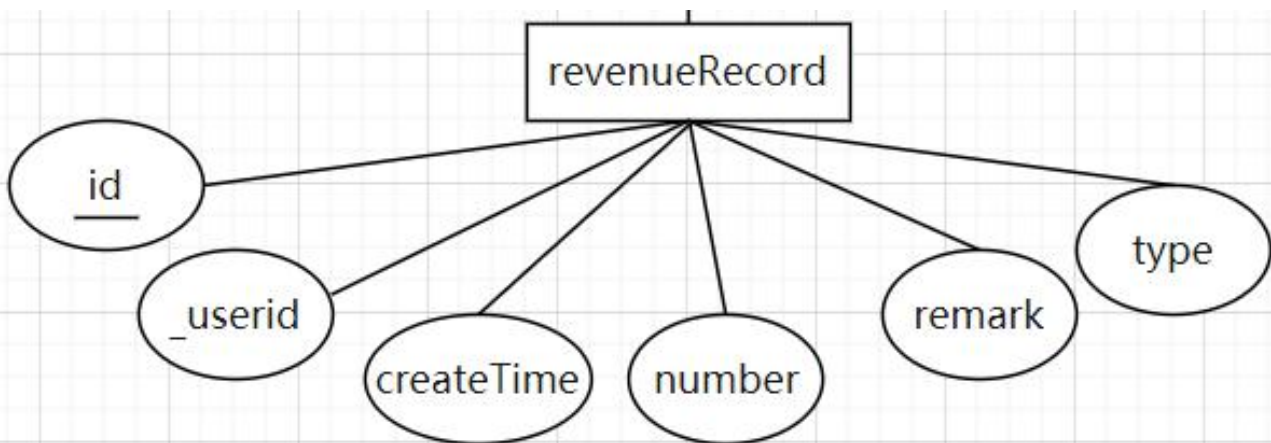 revenueRecord
id
_userid
createTime
number
remark
type